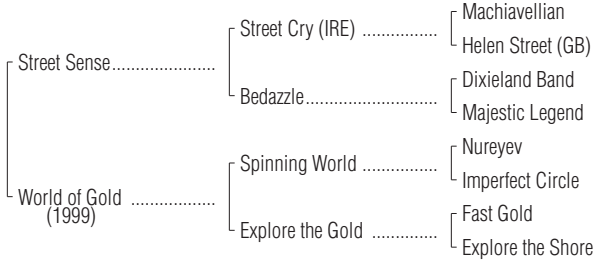 Machiavellian
Street Cry (IRE) ................
Helen Street (GB)
Street Sense......................
Dixieland Band
Bedazzle............................
Majestic Legend
Nureyev
Spinning World ................
Imperfect Circle
World of Gold ..................
(1999)
Fast Gold
Explore the Gold ..............
Explore the Shore